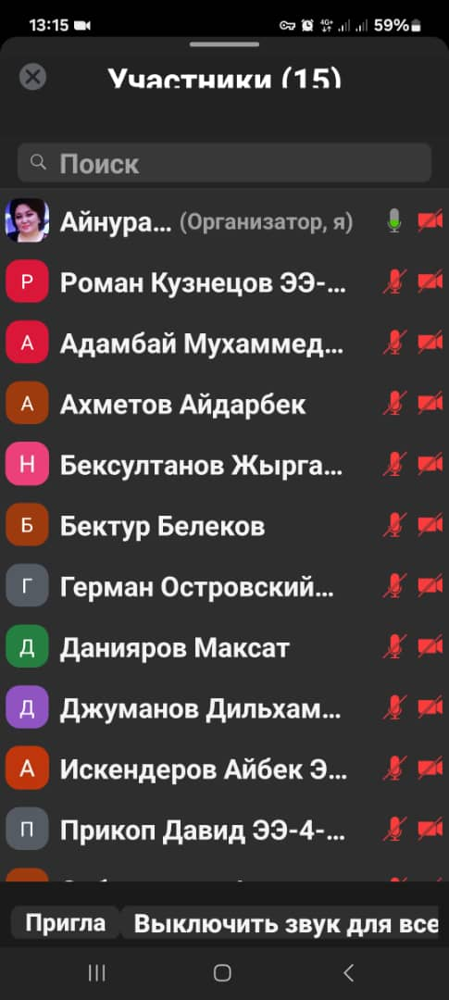 13:15 4G+ 59%
Участники (15)
Поиск
Айнура... (Организатор, я)
Р Роман Кузнецов ЭЭ-...
А Адамбай Мухаммед...
А Ахметов Айдарбек
Н Бексултанов Жырга...
Б Бектур Белеков
Г Герман Островский...
Д Данияров Максат
Д Джуманов Дильхам...
А Искендеров Айбек Э...
П Прикоп Давид ЭЭ-4-...
Пригла Выключить звук для все